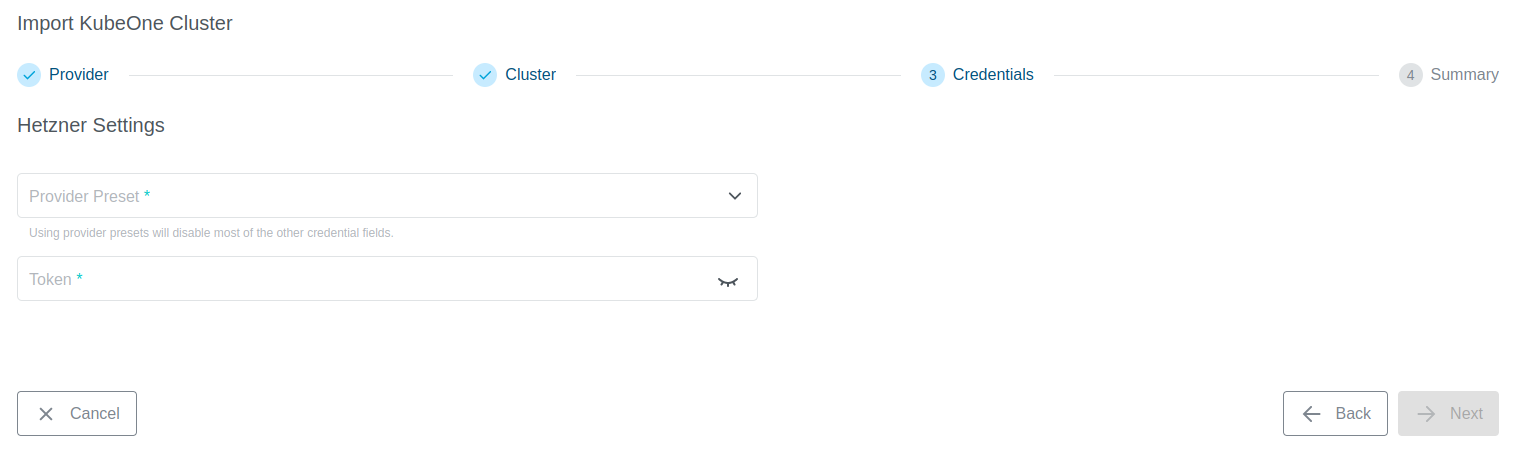 Import KubeOne Cluster
Provider Cluster 3 Credentials 4 Summary
Hetzner Settings
Provider Preset *
Using provider presets will disable most of the other credential fields.
Token *
Cancel Back Next